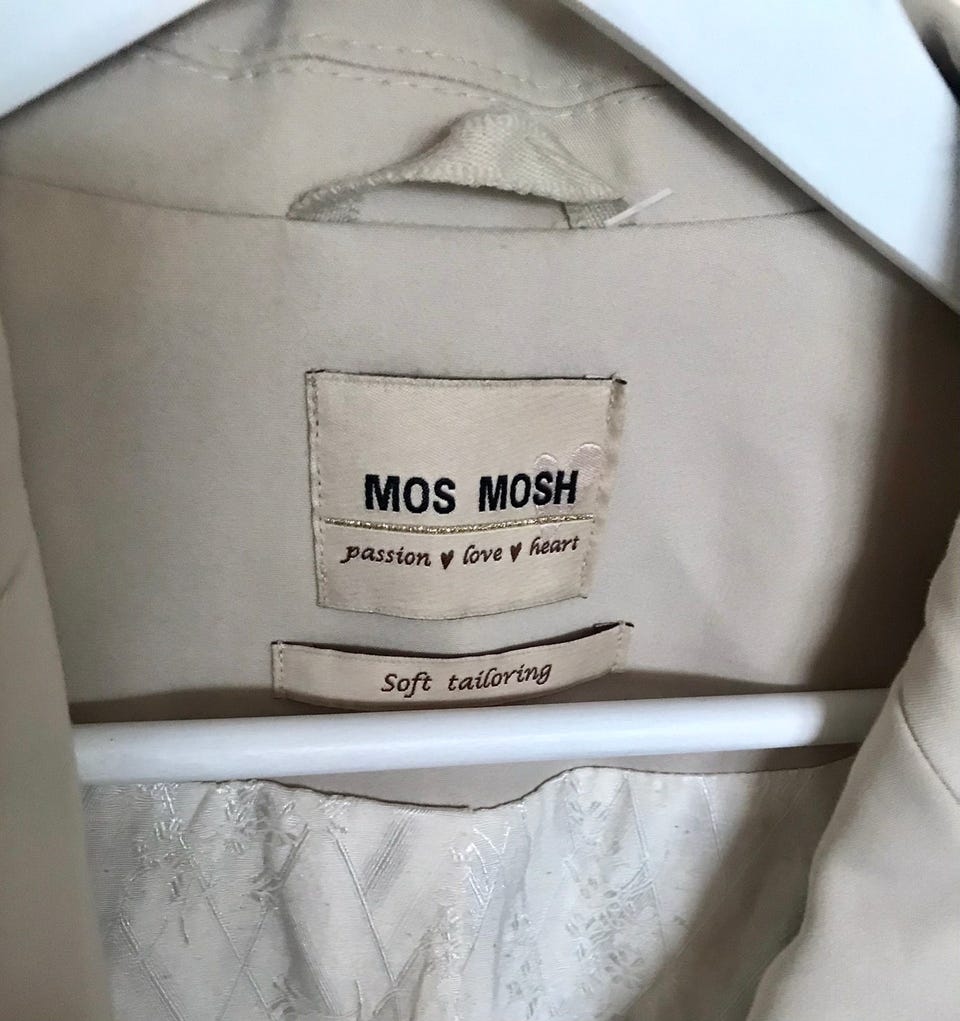 MOS MOSH
passion ♥ love ♥ heart
Soft tailoring